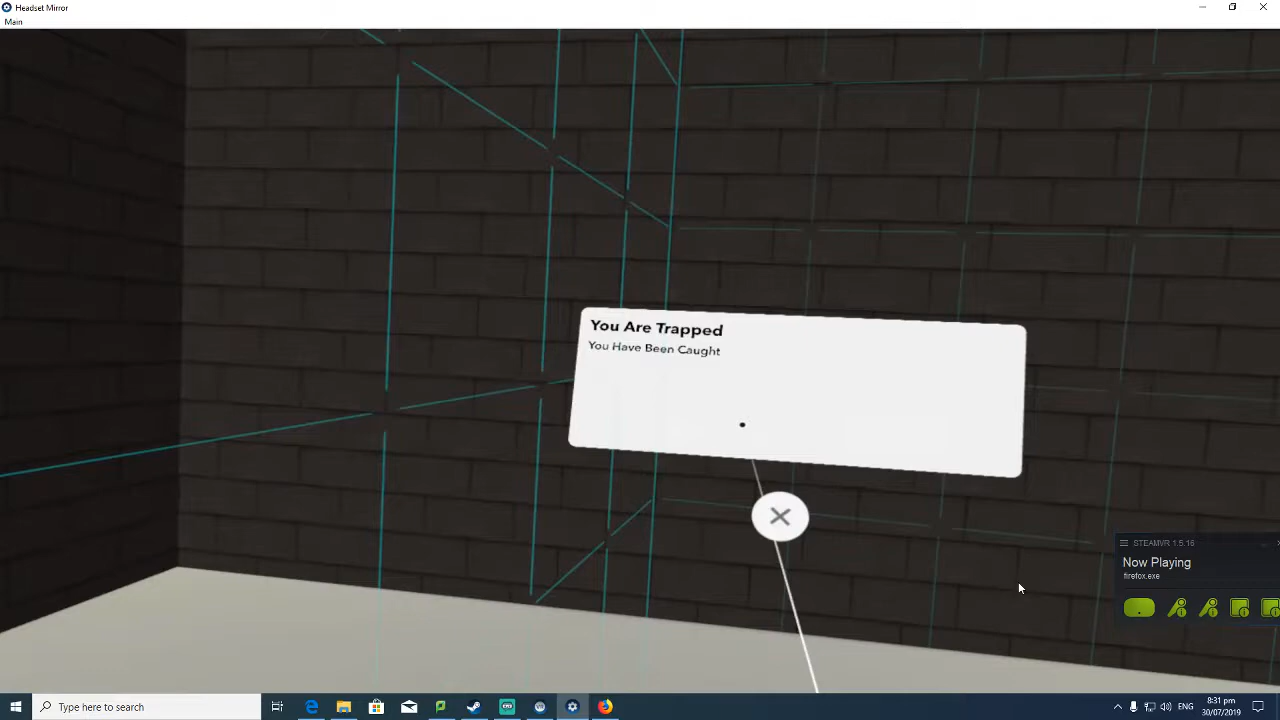 Headset Mirror
Main
You Are Trapped
You Have Been Caught
STEAMVR 1.5.16
Now Playing
firefox.exe
Type here to search
ENG
8:31 pm
30/07/2019